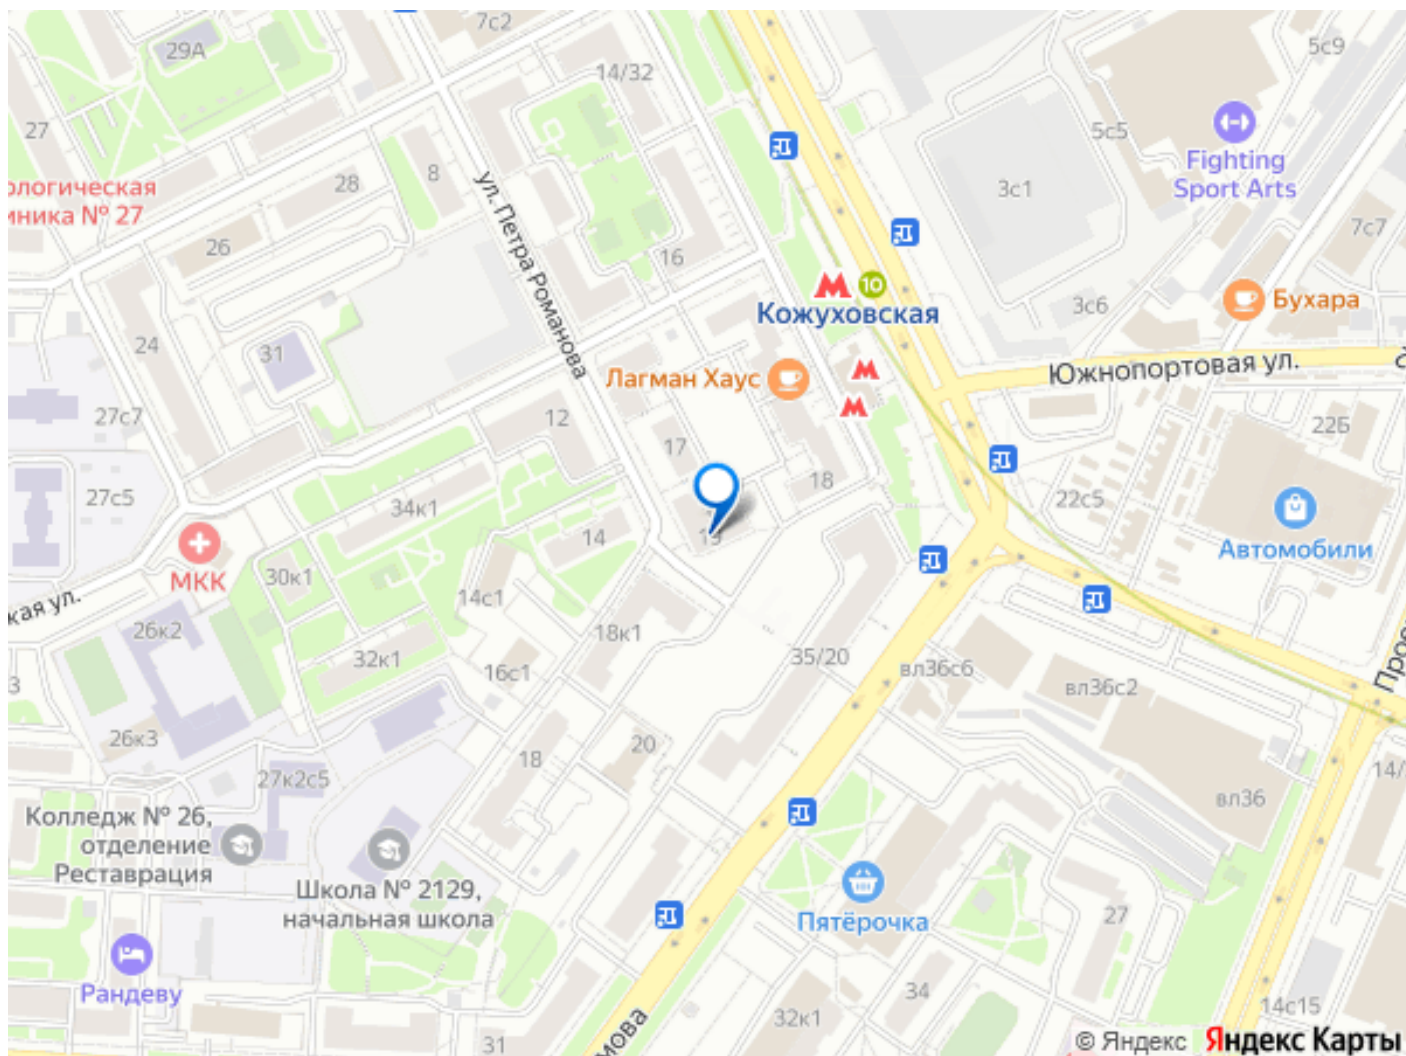 7с2
29А
14/32
5с9
27
5с5
Fighting
Sport Arts
28
8
3с1
ологическая
иника № 27
ул. Петра Романова
26
16
7с7
10
Кожуховская
3с6
Бухара
24
31
Лагман Хаус
Южнопортовая ул.
27с7
12
17
22Б
27с5
34к1
18
22с5
14
Автомобили
МКК
30к1
14с1
кая ул.
26к2
18к1
32к1
16с1
35/20
вл36с6
вл36с2
3
26к3
18
20
27к2с5
14/
вл36
Колледж № 26,
отделение
Реставрация
Школа № 2129,
начальная школа
Пятёрочка
27
Рандеву
34
14с15
32к1
31
мова
© Яндекс Яндекс Карты